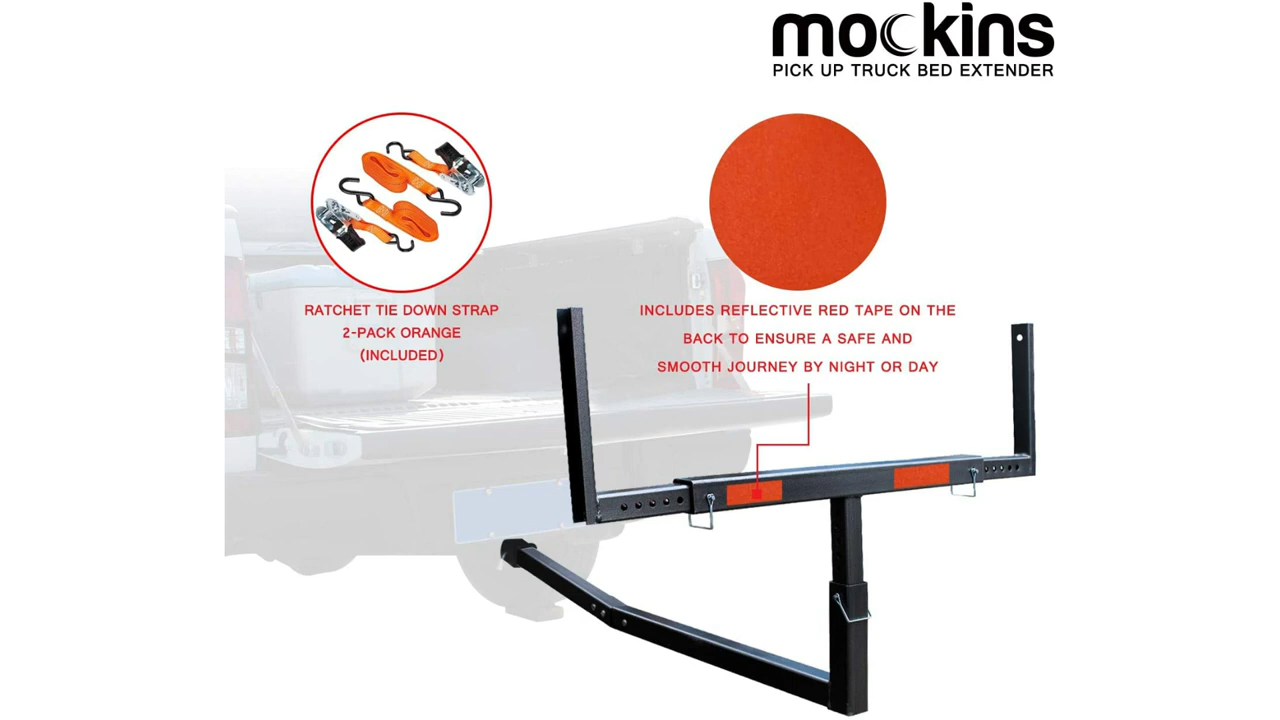 mockins
PICK UP TRUCK BED EXTENDER
RATCHET TIE DOWN STRAP
2-PACK ORANGE
(INCLUDED)
INCLUDES REFLECTIVE RED TAPE ON THE
BACK TO ENSURE A SAFE AND
SMOOTH JOURNEY BY NIGHT OR DAY